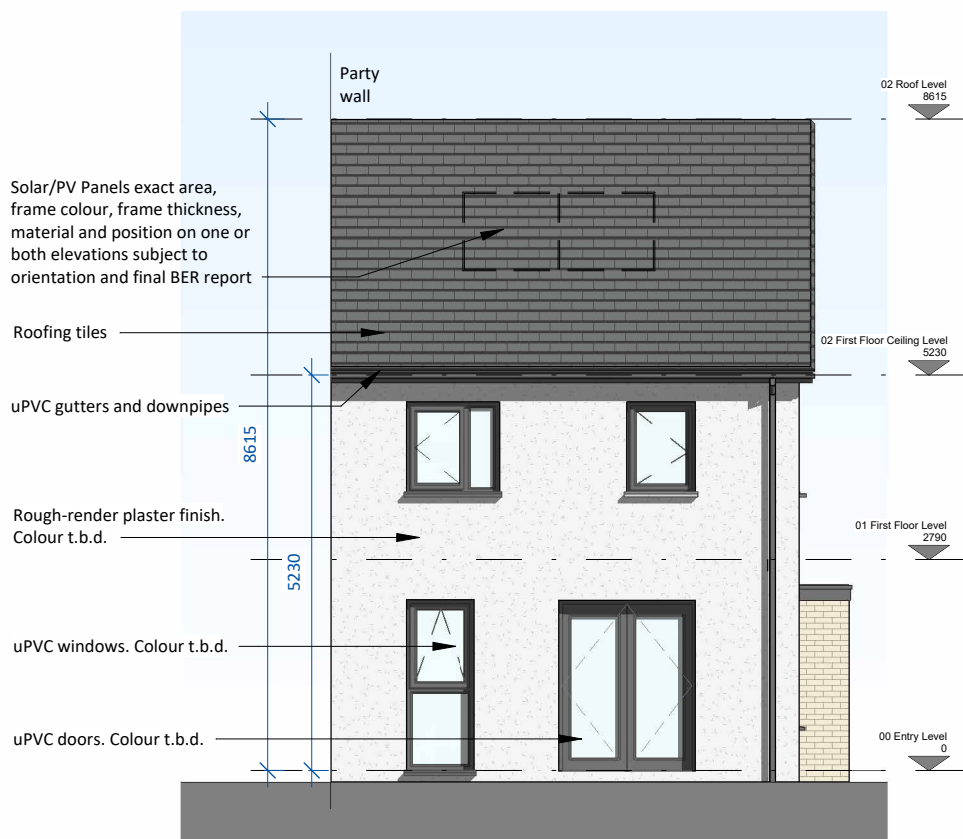 Party
wall
02 Roof Level
8615
Solar/PV Panels exact area,
frame colour, frame thickness,
material and position on one or
both elevations subject to
orientation and final BER report
Roofing tiles
02 First Floor Ceiling Level
5230
uPVC gutters and downpipes
8615
Rough-render plaster finish.
Colour t.b.d.
01 First Floor Level
2790
5230
uPVC windows. Colour t.b.d.
uPVC doors. Colour t.b.d.
00 Entry Level
0